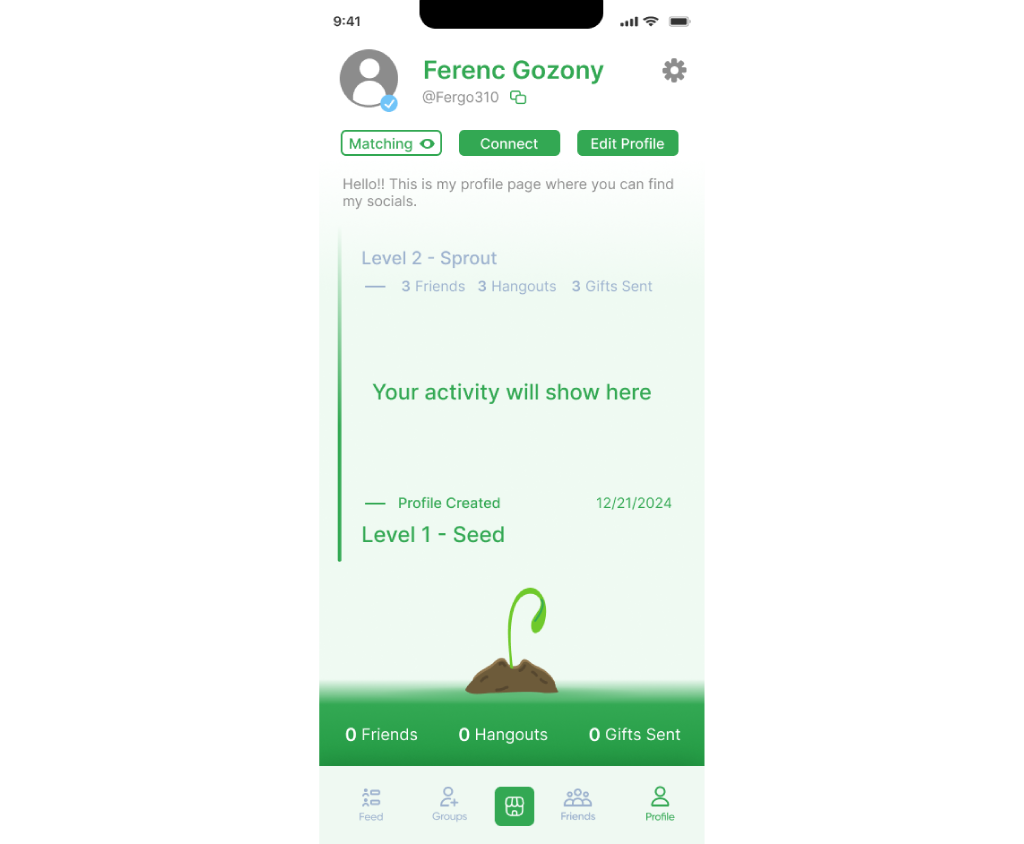 9:41
Ferenc Gozony
@Fergo310
Matching
Connect
Edit Profile
Hello!! This is my profile page where you can find
my socials.
Level 2 - Sprout
3 Friends 3 Hangouts 3 Gifts Sent
Your activity will show here
Profile Created 12/21/2024
Level 1 - Seed
0 Friends 0 Hangouts 0 Gifts Sent
Feed Groups Friends Profile